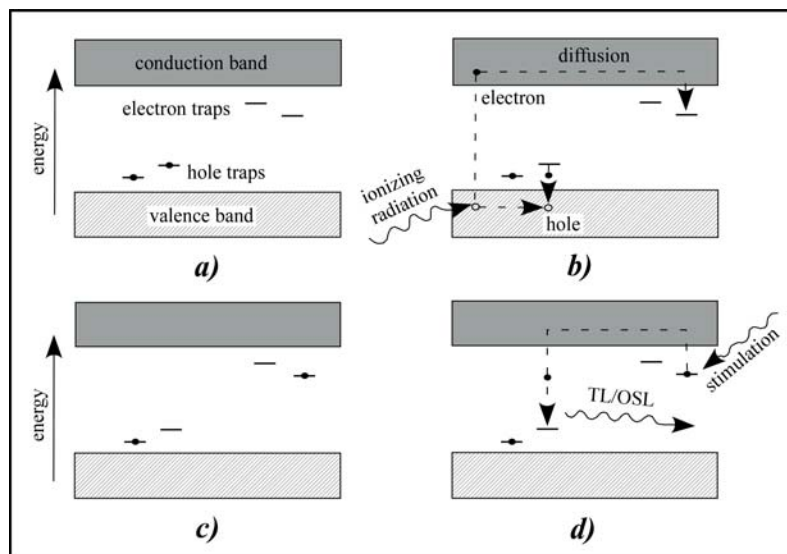 conduction band
electron traps
hole traps
valence band
energy
a)
diffusion
electron
ionizing
radiation
hole
b)
energy
c)
stimulation
TL/OSL
d)